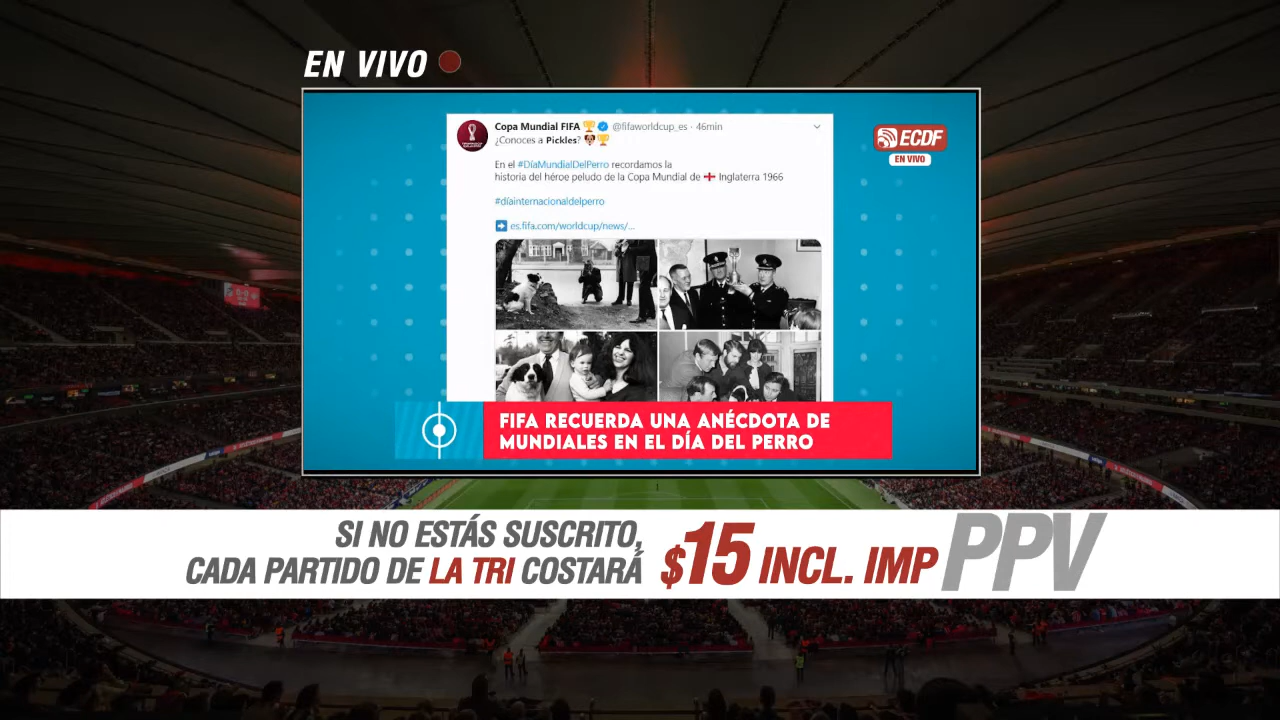 EN VIVO
Copa Mundial FIFA 🏆 @fifaworldcup_es · 46min
¿Conoces a Pickles? 🐶🏆
En el #DíaMundialDelPerro recordamos la
historia del héroe peludo de la Copa Mundial de 🏴󠁧󠁢󠁥󠁮󠁧󠁿 Inglaterra 1966
#díainternacionaldelperro
➡ es.fifa.com/worldcup/news/...
ECDF
EN VIVO
FIFA RECUERDA UNA ANÉCDOTA DE
MUNDIALES EN EL DÍA DEL PERRO
SI NO ESTÁS SUSCRITO,
CADA PARTIDO DE LA TRI COSTARÁ
$15 INCL. IMP PPV